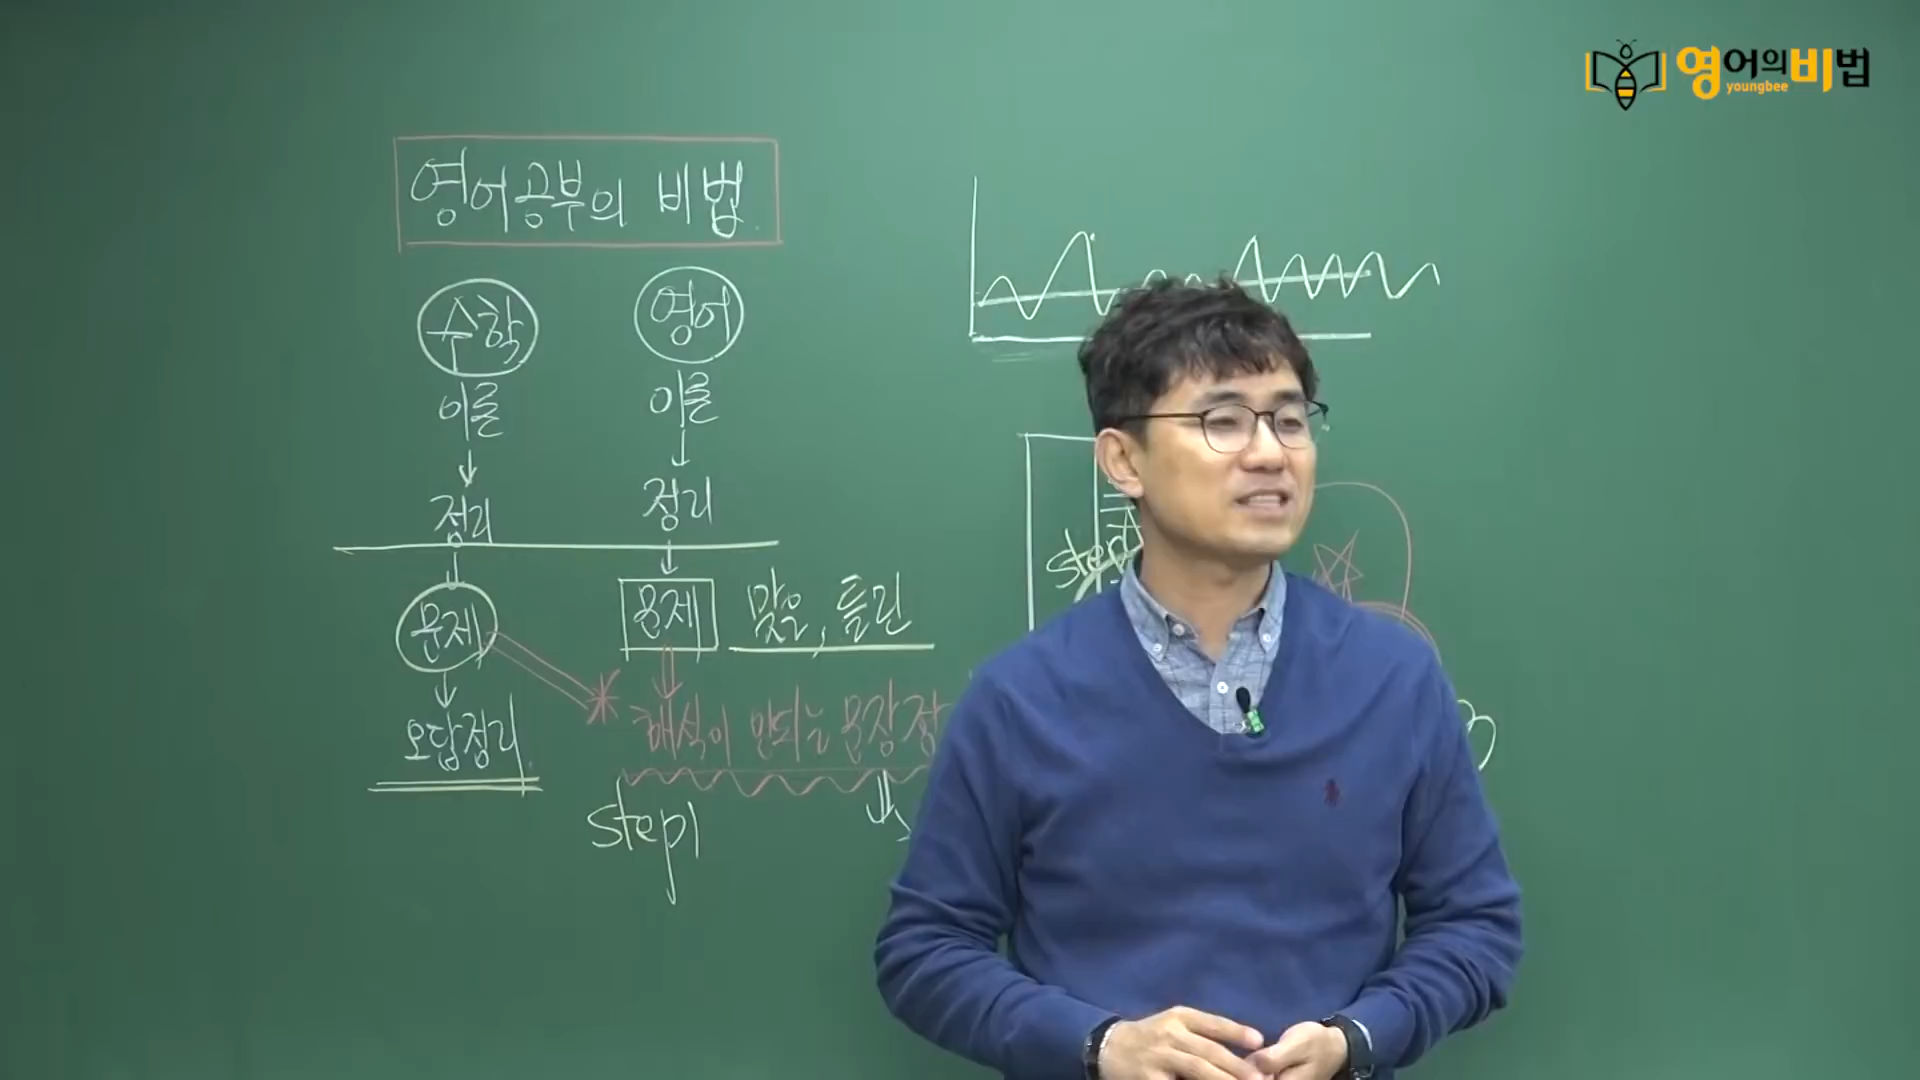 영어의비법
youngbee
영어공부의 비법.
수학
영어
이론
이론
정리
정리
문제
문제
맞은, 틀린
오답정리
해석이 안되는 문장
step1
step